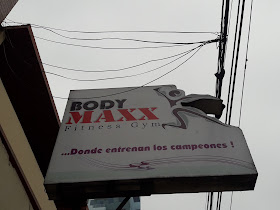 BODY
MAXX
Fitness Gym
...Donde entrenan los campeones !